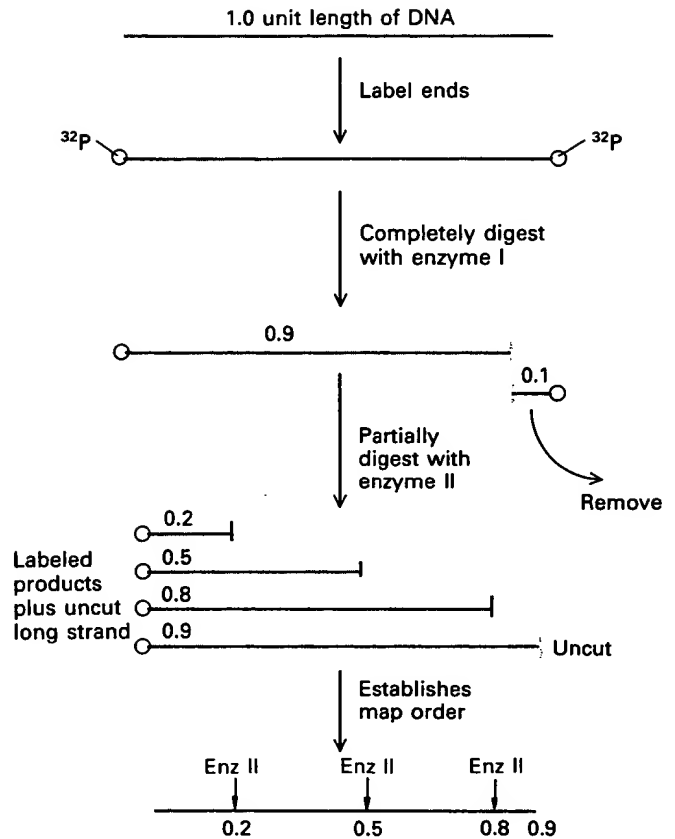 1.0 unit length of DNA
Label ends
32P
32P
Completely digest
with enzyme I
0.9
0.1
Partially
digest with
enzyme II
Remove
0.2
0.5
0.8
0.9
Labeled
products
plus uncut
long strand
Uncut
Establishes
map order
Enz II Enz II Enz II
0.2 0.5 0.8 0.9